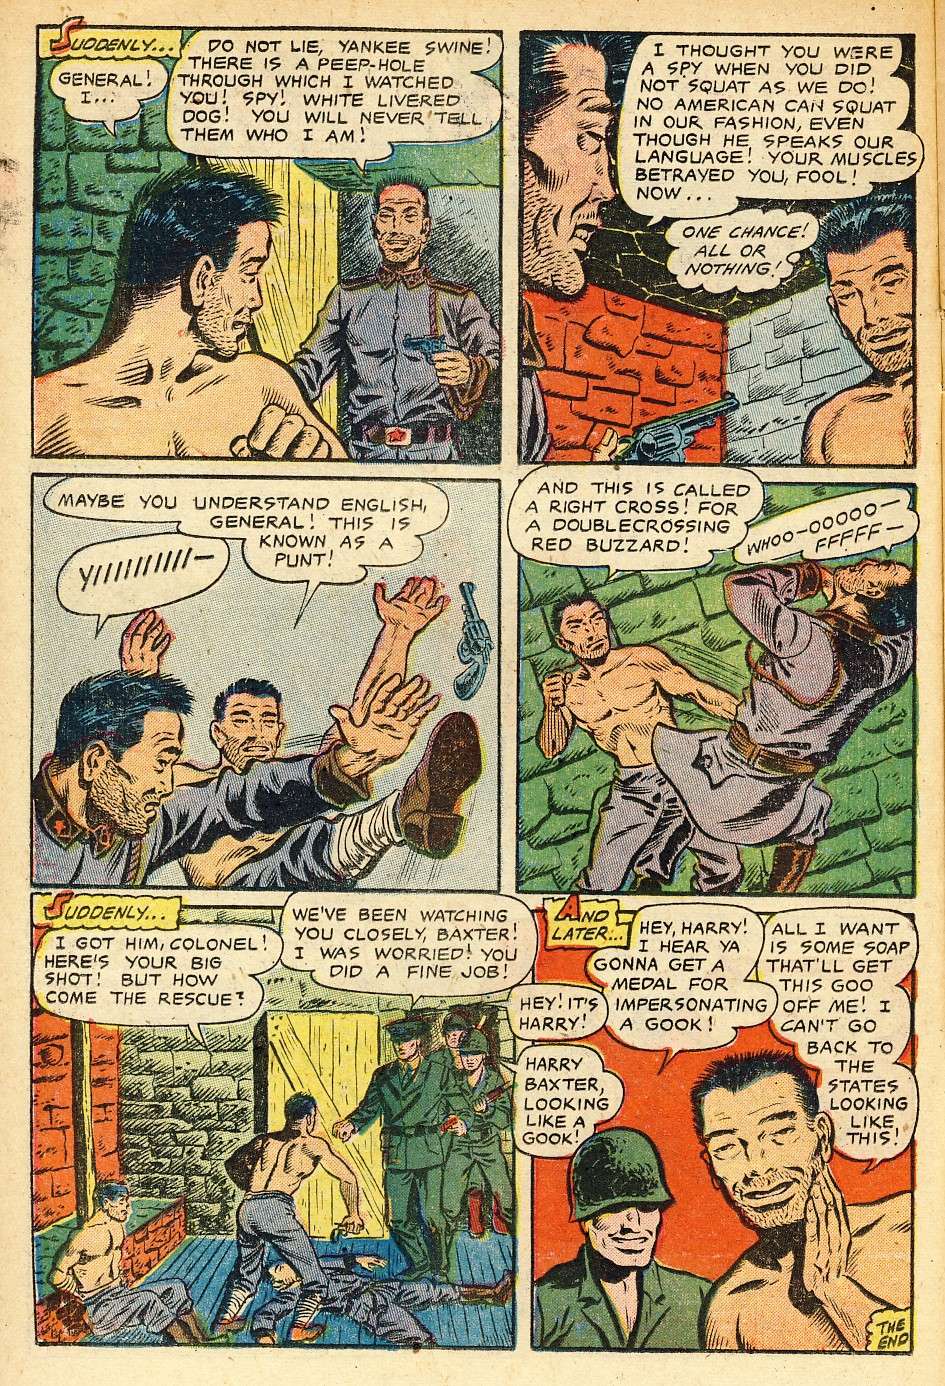 SUDDENLY...
GENERAL!
I...
DO NOT LIE, YANKEE SWINE!
THERE IS A PEEP-HOLE
THROUGH WHICH I WATCHED
YOU! SPY! WHITE LIVERED
DOG! YOU WILL NEVER TELL
THEM WHO I AM!
I THOUGHT YOU WERE
A SPY WHEN YOU DID
NOT SQUAT AS WE DO!
NO AMERICAN CAN SQUAT
IN OUR FASHION, EVEN
THOUGH HE SPEAKS OUR
LANGUAGE! YOUR MUSCLES
BETRAYED YOU, FOOL!
NOW...
ONE CHANCE!
ALL OR
NOTHING!
MAYBE YOU UNDERSTAND ENGLISH,
GENERAL! THIS IS
KNOWN AS A
PUNT!
YIIIIIIIIII—
AND THIS IS CALLED
A RIGHT CROSS! FOR
A DOUBLECROSSING
RED BUZZARD!
WHOO-OOOOO—
FFFFF—
SUDDENLY...
I GOT HIM, COLONEL!
HERE'S YOUR BIG
SHOT! BUT HOW
COME THE RESCUE?
WE'VE BEEN WATCHING
YOU CLOSELY, BAXTER!
I WAS WORRIED! YOU
DID A FINE JOB!
AND
LATER...
HEY! IT'S
HARRY!
HARRY
BAXTER,
LOOKING
LIKE A
GOOK!
HEY, HARRY!
I HEAR YA
GONNA GET A
MEDAL FOR
IMPERSONATING
A GOOK!
ALL I WANT
IS SOME SOAP
THAT'LL GET
THIS GOO
OFF ME! I
CAN'T GO
BACK TO
THE
STATES
LOOKING
LIKE
THIS!
THE
END